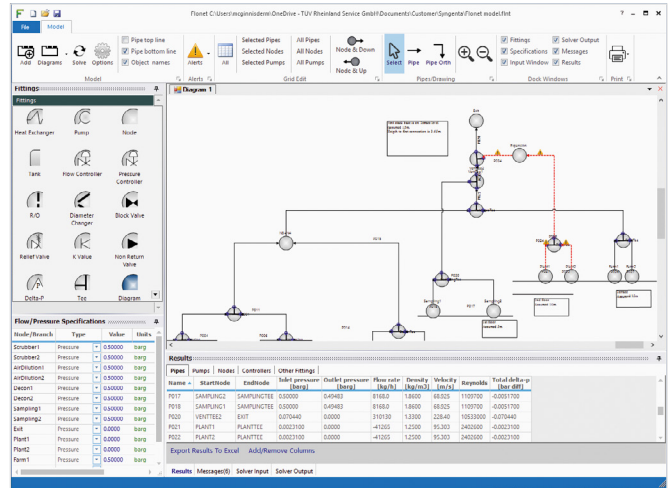 Flonet C:\Users\mcginnisdenn\OneDrive - TUV Rheinland Service GmbH\Documents\Customer\Syngenta\Flonet model.flnt
File Model
Add Diagrams Solve Options
Pipe top line
Pipe bottom line
Object names
Model
Alerts
Alerts
All
Selected Pipes All Pipes
Selected Nodes All Nodes
Selected Pumps All Pumps
Node & Down
Node & Up
Grid Edit
Select Pipe Pipe Orth
Pipes/Drawing
Fittings Solver Output
Specifications Messages
Input Window Results
Dock Windows
Print
Fittings
Fittings
Heat Exchanger Pump Node
Tank Flow Controller Pressure Controller
R/O Diameter Changer Block Valve
Relief Valve K Value Non Return Valve
Delta-P Tee Diagram
Diagram 1
Exit
Expansion
Sampling1 Sampling2
Plant1 Plant2
Farm1
Flow/Pressure Specifications
Node/Branch Type Value Units
Scrubber1 Pressure 0.50000 barg
Scrubber2 Pressure 0.50000 barg
AirDilution1 Pressure 0.50000 barg
AirDilution2 Pressure 0.50000 barg
Decon1 Pressure 0.50000 barg
Decon2 Pressure 0.50000 barg
Sampling1 Pressure 0.50000 barg
Sampling2 Pressure 0.50000 barg
Exit Pressure 0.0000 barg
Plant1 Pressure 0.0000 barg
Plant2 Pressure 0.0000 barg
Farm1 Pressure 0.50000 barg
Results
Pipes Pumps Nodes Controllers Other Fittings
Name StartNode EndNode Inlet pressure [barg] Outlet pressure [barg] Flow rate [kg/h] Density [kg/m3] Velocity [m/s] Reynolds Total delta-p [bar diff]
P017 SAMPLING2 SAMPLINGTEE 0.50000 0.49483 8168.0 1.8600 68.925 1109700 -0.0051700
P018 SAMPLING1 SAMPLINGTEE 0.50000 0.49483 8168.0 1.8600 68.925 1109700 -0.0051700
P020 VENTTEE2 EXIT 0.070440 0.0000 310130 1.3300 228.40 10533000 -0.070440
P021 PLANT1 PLANTTEE 0.0023100 0.0000 -41265 1.2500 95.303 2402600 -0.0023100
P022 PLANT2 PLANTTEE 0.0023100 0.0000 -41265 1.2500 95.303 2402600 -0.0023100
Export Results To Excel Add/Remove Columns
Results Messages(6) Solver Input Solver Output